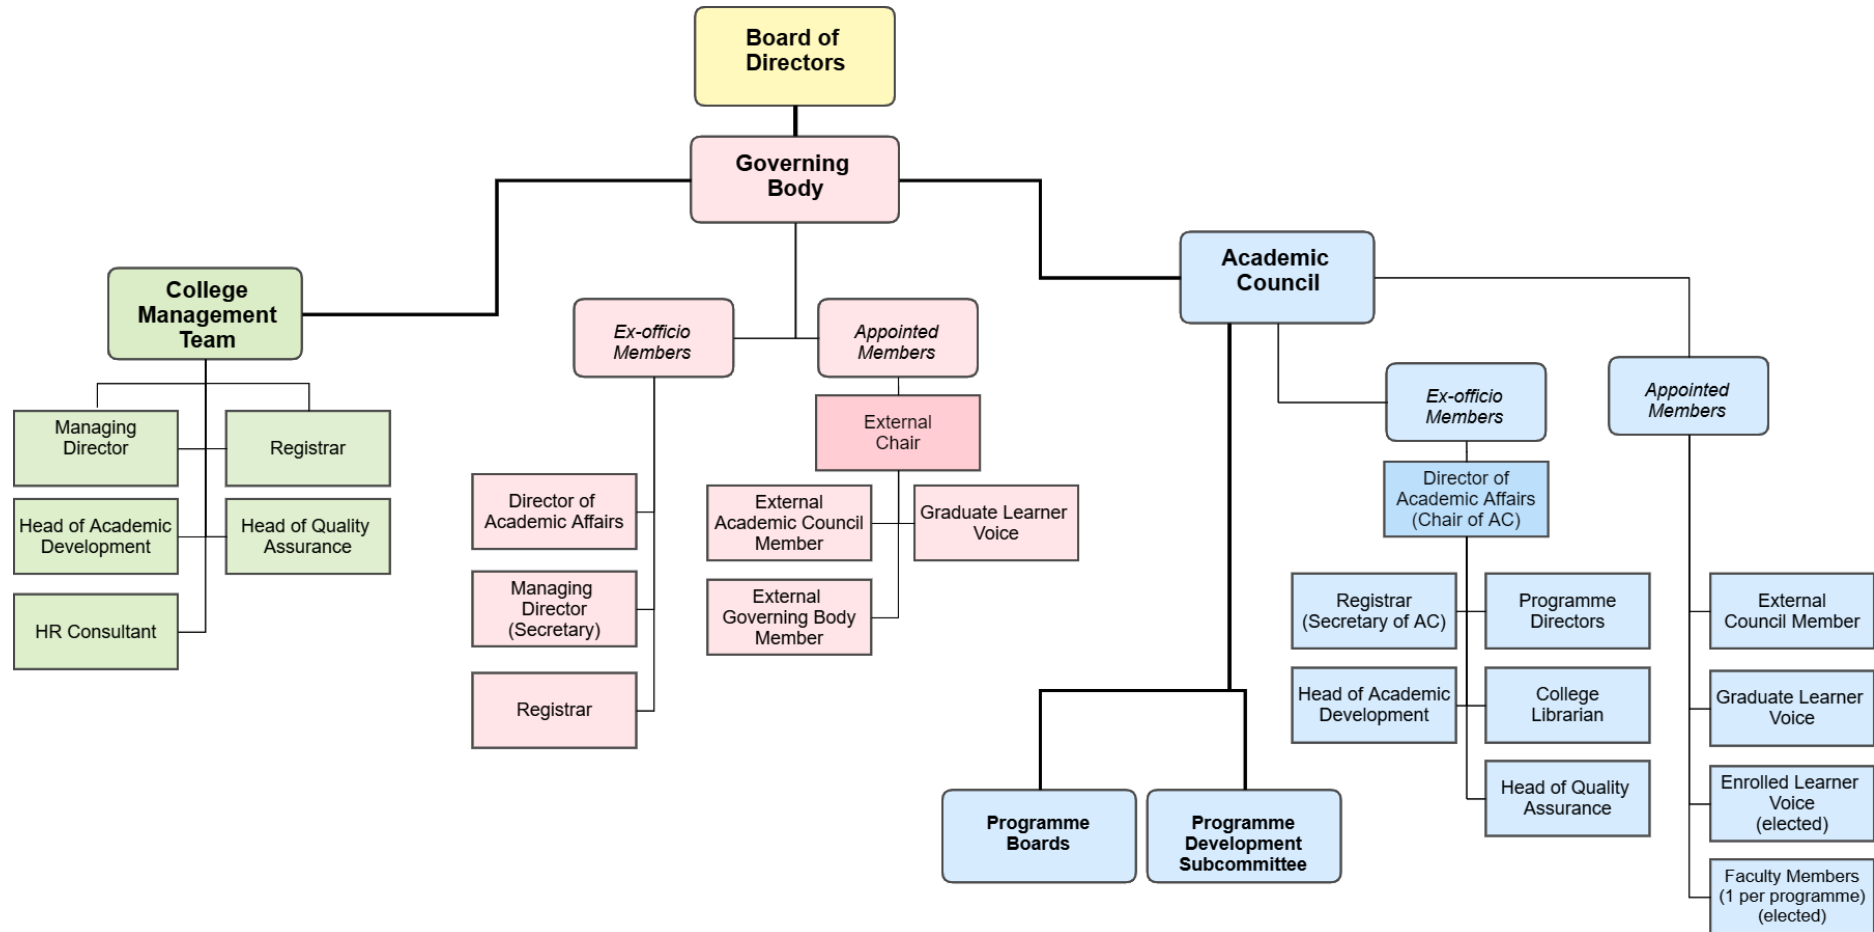 Board of
Directors
Governing
Body
College
Management
Team
Managing
Director
Registrar
Head of Academic
Development
Head of Quality
Assurance
HR Consultant
Ex-officio
Members
Director of
Academic Affairs
Managing
Director
(Secretary)
Registrar
Appointed
Members
External
Chair
External
Academic Council
Member
Graduate Learner
Voice
External
Governing Body
Member
Academic
Council
Programme
Boards
Programme
Development
Subcommittee
Ex-officio
Members
Director of
Academic Affairs
(Chair of AC)
Registrar
(Secretary of AC)
Programme
Directors
Head of Academic
Development
College
Librarian
Head of Quality
Assurance
Appointed
Members
External
Council Member
Graduate Learner
Voice
Enrolled Learner
Voice
(elected)
Faculty Members
(1 per programme)
(elected)